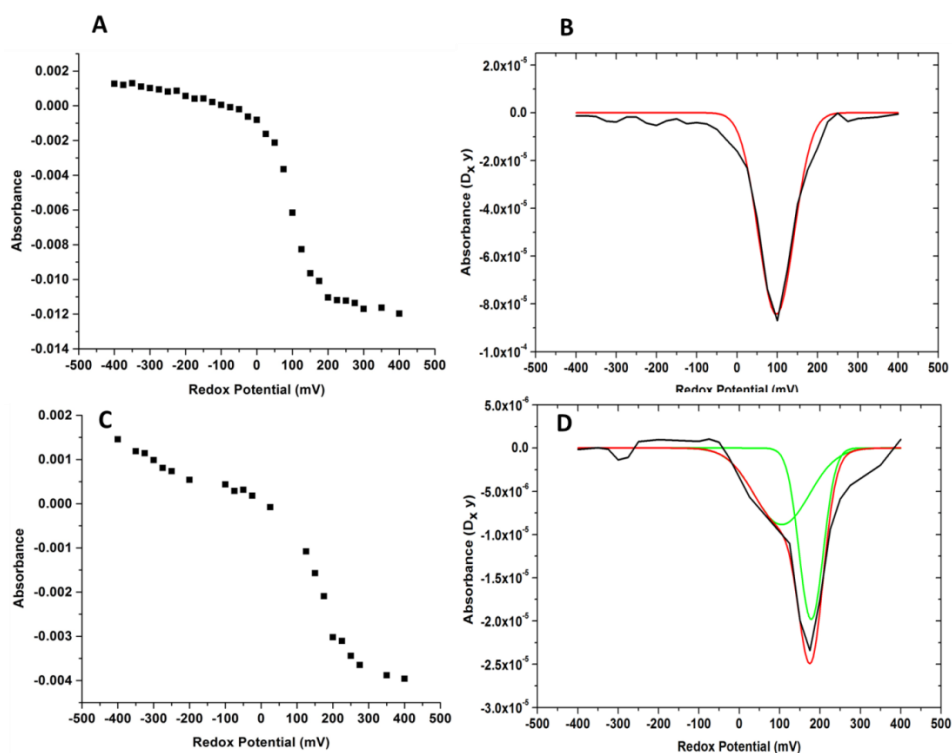 A
0.002
0.000
-0.002
-0.004
-0.006
-0.008
-0.010
-0.012
-0.014
Absorbance
-500 -400 -300 -200 -100 0 100 200 300 400 500
Redox Potential (mV)
B
2.0x10⁻⁵
0.0
-2.0x10⁻⁵
-4.0x10⁻⁵
-6.0x10⁻⁵
-8.0x10⁻⁵
-1.0x10⁻⁴
Absorbance (Dₓ y)
-500 -400 -300 -200 -100 0 100 200 300 400 500
Redox Potential (mV)
C
0.002
0.001
0.000
-0.001
-0.002
-0.003
-0.004
Absorbance
-500 -400 -300 -200 -100 0 100 200 300 400 500
Redox Potential (mV)
D
5.0x10⁻⁶
0.0
-5.0x10⁻⁶
-1.0x10⁻⁵
-1.5x10⁻⁵
-2.0x10⁻⁵
-2.5x10⁻⁵
-3.0x10⁻⁵
Absorbance (Dₓ y)
-500 -400 -300 -200 -100 0 100 200 300 400 500
Redox Potential (mV)